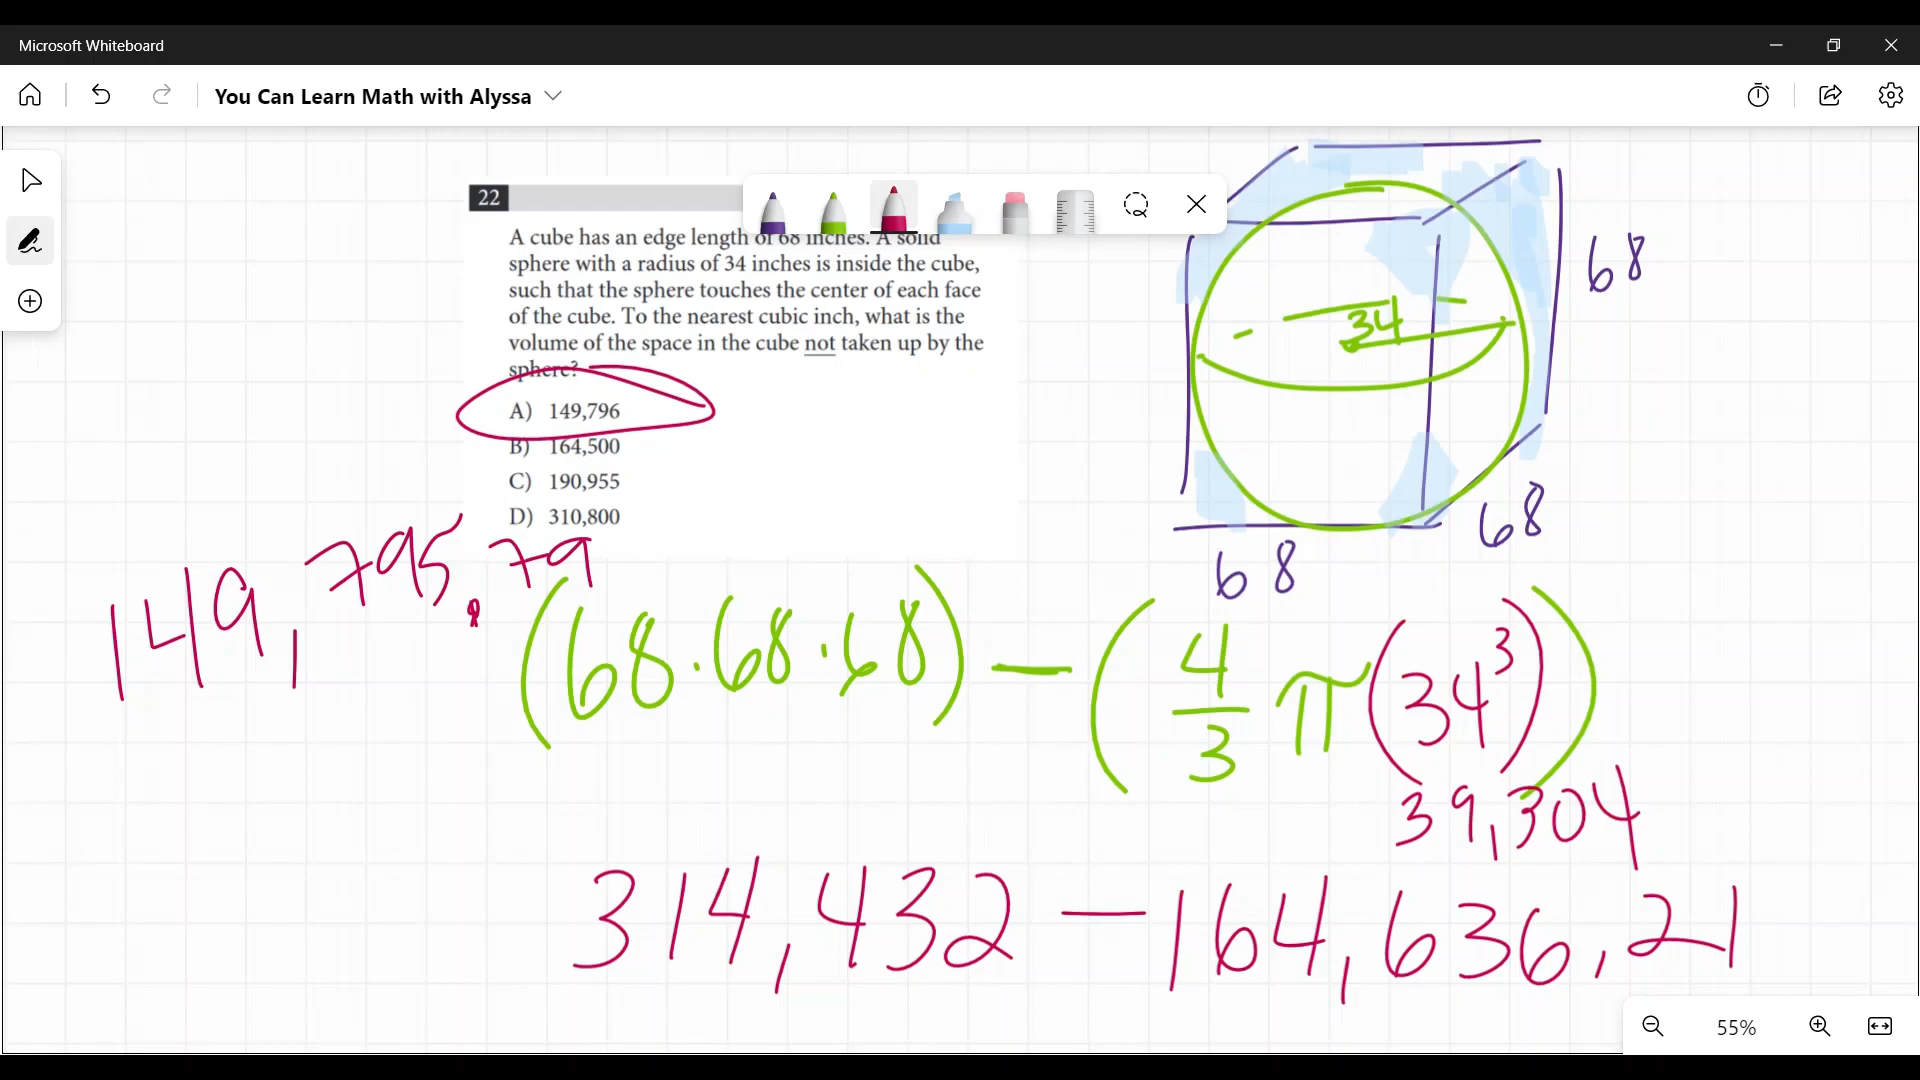 Microsoft Whiteboard
You Can Learn Math with Alyssa
22
A cube has an edge length of 68 inches. A solid
sphere with a radius of 34 inches is inside the cube,
such that the sphere touches the center of each face
of the cube. To the nearest cubic inch, what is the
volume of the space in the cube not taken up by the
sphere?
A) 149,796
B) 164,500
C) 190,955
D) 310,800
34
68
68
68
149,795.79
(68·68·68) — (4/3 π(34³))
39,304
314,432 — 164,636,21
55%